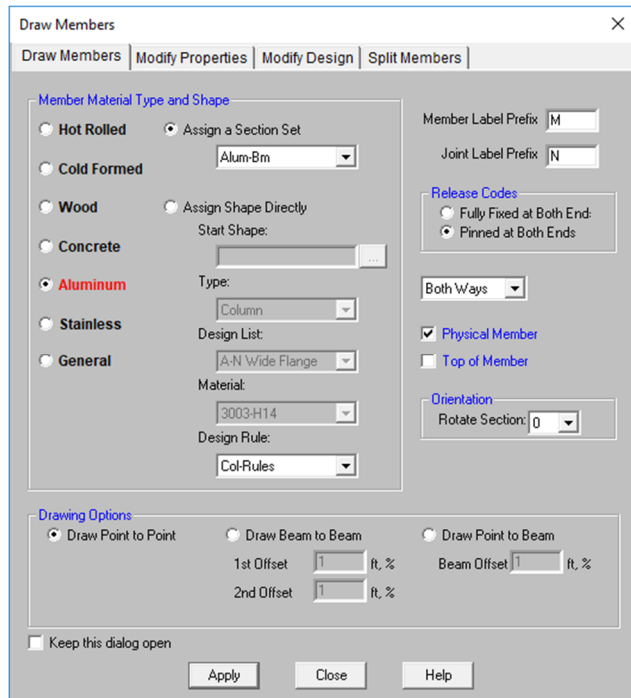 Draw Members
Draw Members Modify Properties Modify Design Split Members
Member Material Type and Shape
Hot Rolled
Cold Formed
Wood
Concrete
Aluminum
Stainless
General
Assign a Section Set
Alum-Bm
Assign Shape Directly
Start Shape:
...
Type:
Column
Design List:
A-N Wide Flange
Material:
3003-H14
Design Rule:
Col-Rules
Member Label Prefix M
Joint Label Prefix N
Release Codes
Fully Fixed at Both End:
Pinned at Both Ends
Both Ways
Physical Member
Top of Member
Orientation
Rotate Section: 0
Drawing Options
Draw Point to Point
Draw Beam to Beam
1st Offset 1 ft, %
2nd Offset 1 ft, %
Draw Point to Beam
Beam Offset 1 ft, %
Keep this dialog open
Apply Close Help